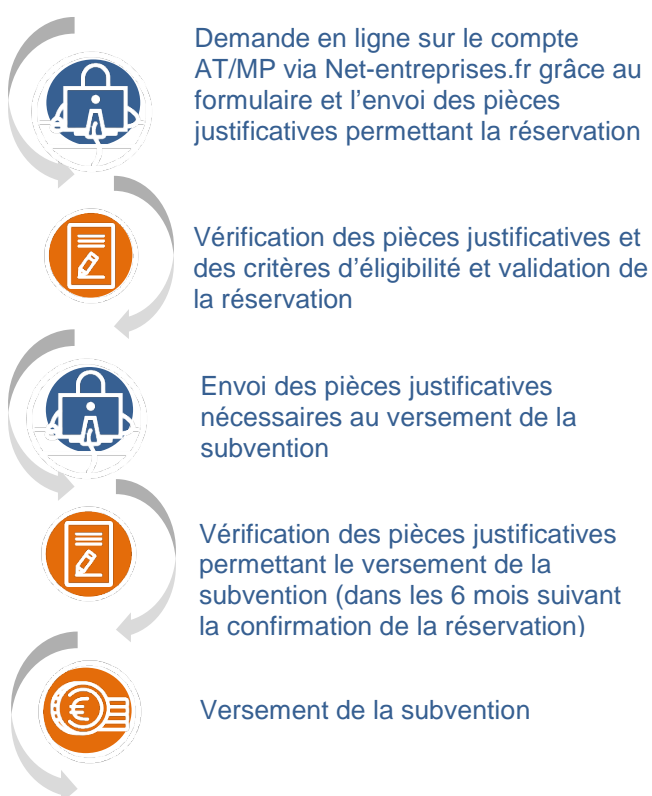 Demande en ligne sur le compte
AT/MP via Net-entreprises.fr grâce au
formulaire et l’envoi des pièces
justificatives permettant la réservation
Vérification des pièces justificatives et
des critères d’éligibilité et validation de
la réservation
Envoi des pièces justificatives
nécessaires au versement de la
subvention
Vérification des pièces justificatives
permettant le versement de la
subvention (dans les 6 mois suivant
la confirmation de la réservation)
€
Versement de la subvention